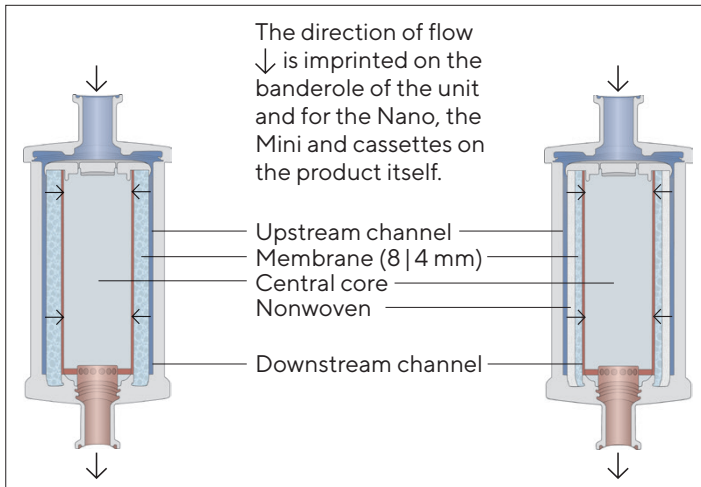 The direction of flow
↓ is imprinted on the
banderole of the unit
and for the Nano, the
Mini and cassettes on
the product itself.
Upstream channel
Membrane (8|4 mm)
Central core
Nonwoven
Downstream channel